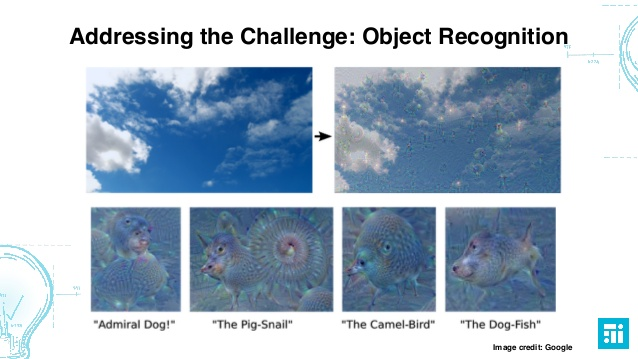 Addressing the Challenge: Object Recognition
"Admiral Dog!"
"The Pig-Snail"
"The Camel-Bird"
"The Dog-Fish"
Image credit: Google